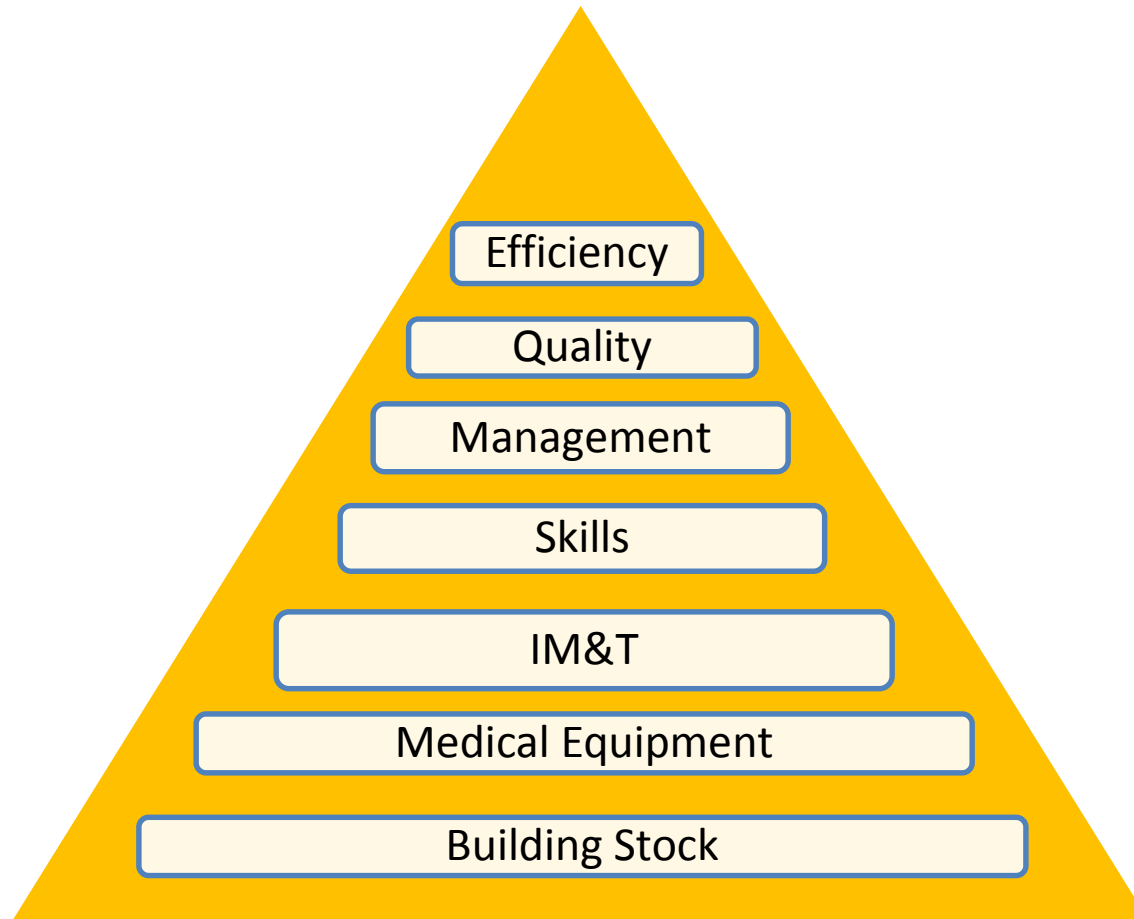 Efficiency
Quality
Management
Skills
IM&T
Medical Equipment
Building Stock